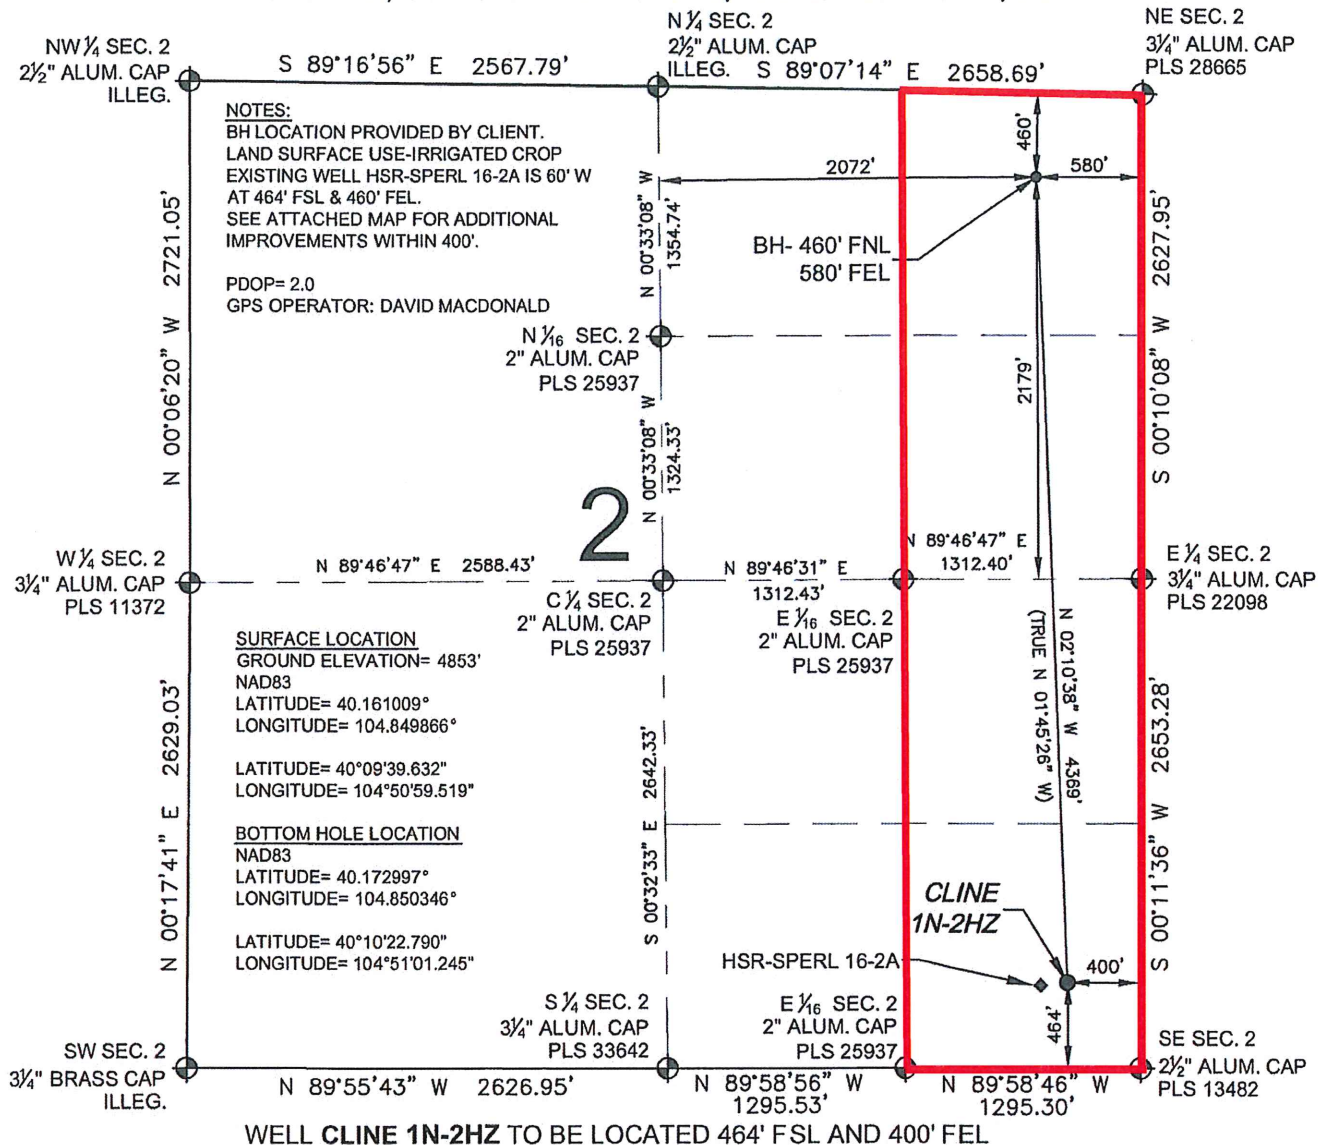 N ¼ SEC. 2
2½" ALUM. CAP
ILLEG.
NE SEC. 2
3¼" ALUM. CAP
PLS 28665
NW ¼ SEC. 2
2½" ALUM. CAP
ILLEG.
S 89°16'56" E 2567.79'
S 89°07'14" E 2658.69'
NOTES:
BH LOCATION PROVIDED BY CLIENT.
LAND SURFACE USE-IRRIGATED CROP
EXISTING WELL HSR-SPERL 16-2A IS 60' W
AT 464' FSL & 460' FEL.
SEE ATTACHED MAP FOR ADDITIONAL
IMPROVEMENTS WITHIN 400'.
PDOP= 2.0
GPS OPERATOR: DAVID MACDONALD
460'
2072'
580'
BH- 460' FNL
580' FEL
N 00°06'20" W 2721.05'
N 00°33'08" W
1354.74'
S 00°10'08" W 2627.95'
N 1⁄16 SEC. 2
2" ALUM. CAP
PLS 25937
2179'
N 00°33'08" W
1324.33'
2
W ¼ SEC. 2
3¼" ALUM. CAP
PLS 11372
N 89°46'47" E 2588.43'
N 89°46'31" E
1312.43'
N 89°46'47" E
1312.40'
E ¼ SEC. 2
3¼" ALUM. CAP
PLS 22098
C ¼ SEC. 2
2" ALUM. CAP
PLS 25937
E 1⁄16 SEC. 2
2" ALUM. CAP
PLS 25937
N 02°10'38" W 4369'
(TRUE N 01°45'26" W)
SURFACE LOCATION
GROUND ELEVATION= 4853'
NAD83
LATITUDE= 40.161009°
LONGITUDE= 104.849866°
LATITUDE= 40°09'39.632"
LONGITUDE= 104°50'59.519"
BOTTOM HOLE LOCATION
NAD83
LATITUDE= 40.172997°
LONGITUDE= 104.850346°
LATITUDE= 40°10'22.790"
LONGITUDE= 104°51'01.245"
N 00°17'41" E 2629.03'
S 00°32'33" E 2642.33'
S 00°11'36" W 2653.28'
CLINE
1N-2HZ
HSR-SPERL 16-2A
400'
464'
S ¼ SEC. 2
3¼" ALUM. CAP
PLS 33642
E 1⁄16 SEC. 2
2" ALUM. CAP
PLS 25937
SW SEC. 2
3¼" BRASS CAP
ILLEG.
SE SEC. 2
2½" ALUM. CAP
PLS 13482
N 89°55'43" W 2626.95'
N 89°58'56" W
1295.53'
N 89°58'46" W
1295.30'
WELL CLINE 1N-2HZ TO BE LOCATED 464' FSL AND 400' FEL